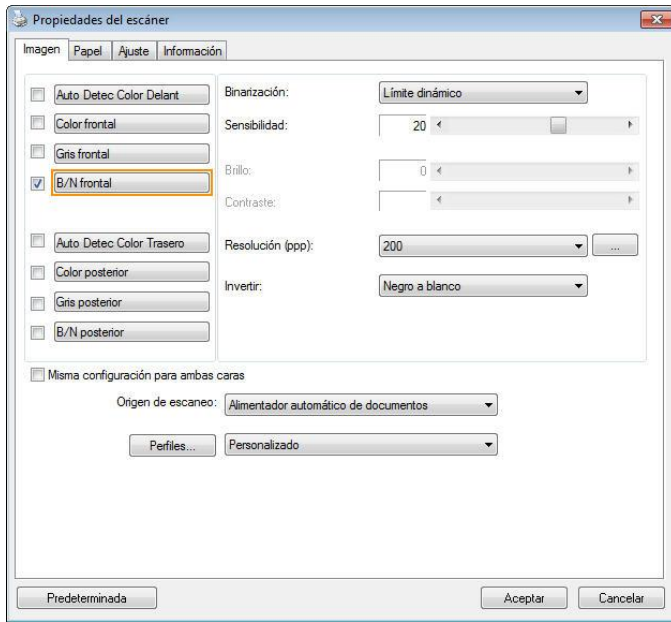 Propiedades del escáner
Imagen Papel Ajuste Información
Auto Detec Color Delant
Color frontal
Gris frontal
B/N frontal
Auto Detec Color Trasero
Color posterior
Gris posterior
B/N posterior
Binarización: Límite dinámico
Sensibilidad: 20
Brillo: 0
Contraste:
Resolución (ppp): 200 ...
Invertir: Negro a blanco
Misma configuración para ambas caras
Origen de escaneo: Alimentador automático de documentos
Perfiles... Personalizado
Predeterminada Aceptar Cancelar